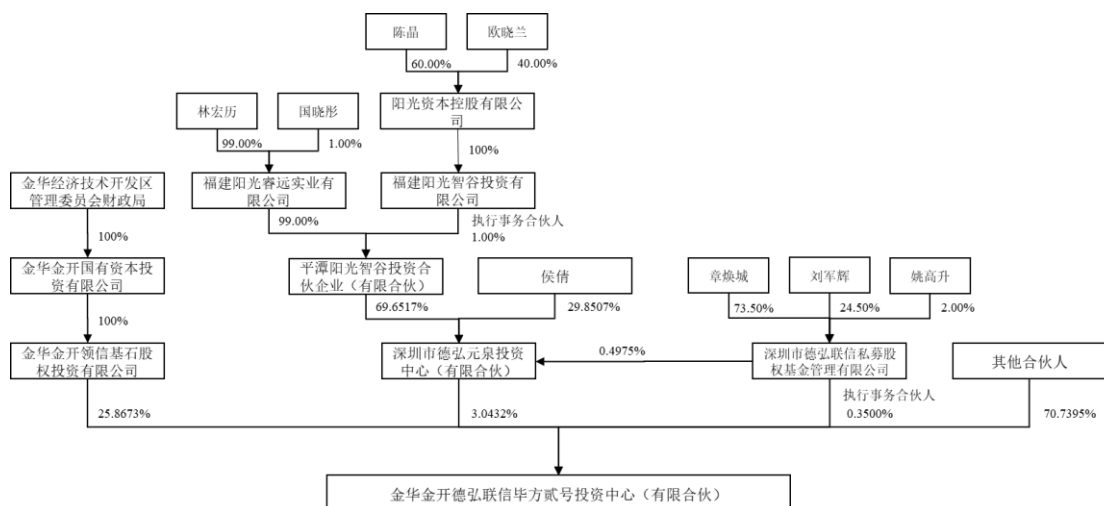 陈晶
欧晓兰
60.00%
40.00%
林宏历
国晓彤
阳光资本控股有限公
司
99.00%
1.00%
100%
金华经济技术开发区
管理委员会财政局
福建阳光睿远实业有
限公司
福建阳光智谷投资有
限公司
100%
99.00%
执行事务合伙人
1.00%
金华金开国有资本投
资有限公司
平潭阳光智谷投资合
伙企业（有限合伙）
侯倩
章焕城
刘军辉
姚高升
100%
69.6517%
29.8507%
73.50%
24.50%
2.00%
金华金开领信基石股
权投资有限公司
深圳市德弘元泉投资
中心（有限合伙）
0.4975%
深圳市德弘联信私募股
权基金管理有限公司
其他合伙人
25.8673%
3.0432%
执行事务合伙人
0.3500%
70.7395%
金华金开德弘联信毕方贰号投资中心（有限合伙）